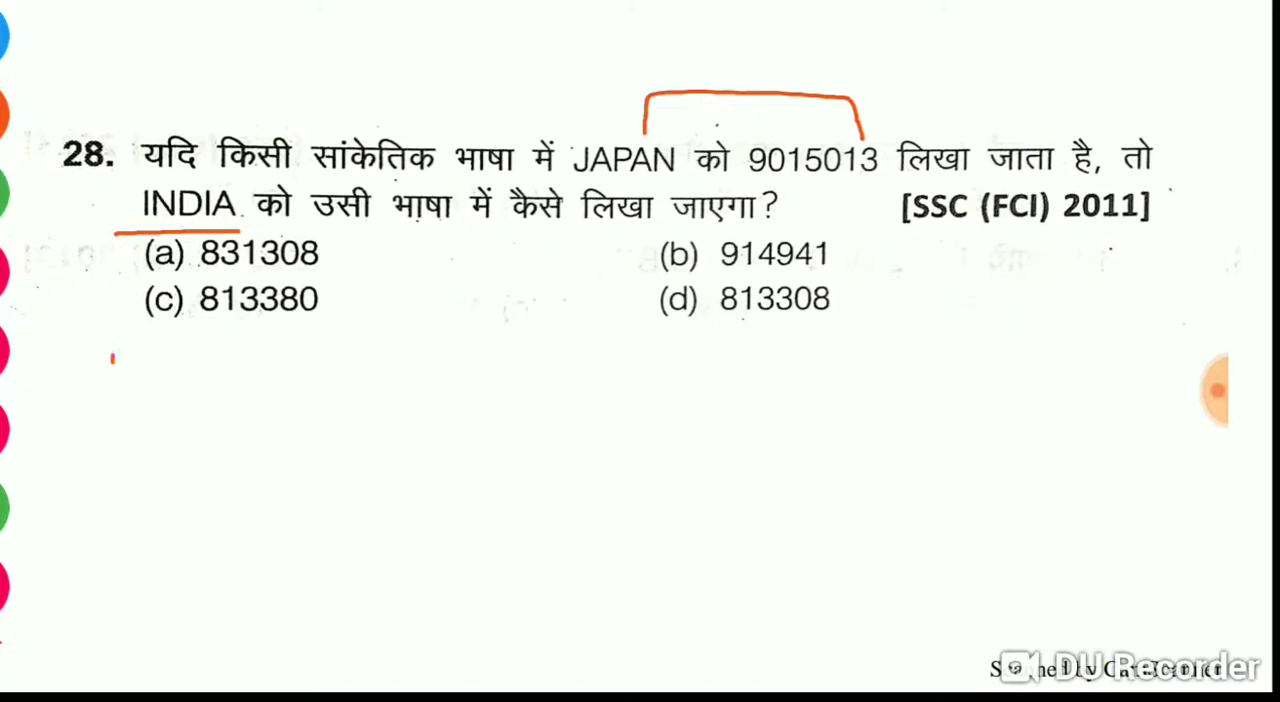 28. यदि किसी सांकेतिक भाषा में JAPAN को 9015013 लिखा जाता है, तो
INDIA को उसी भाषा में कैसे लिखा जाएगा? [SSC (FCI) 2011]
(a) 831308 (b) 914941
(c) 813380 (d) 813308
DU Recorder